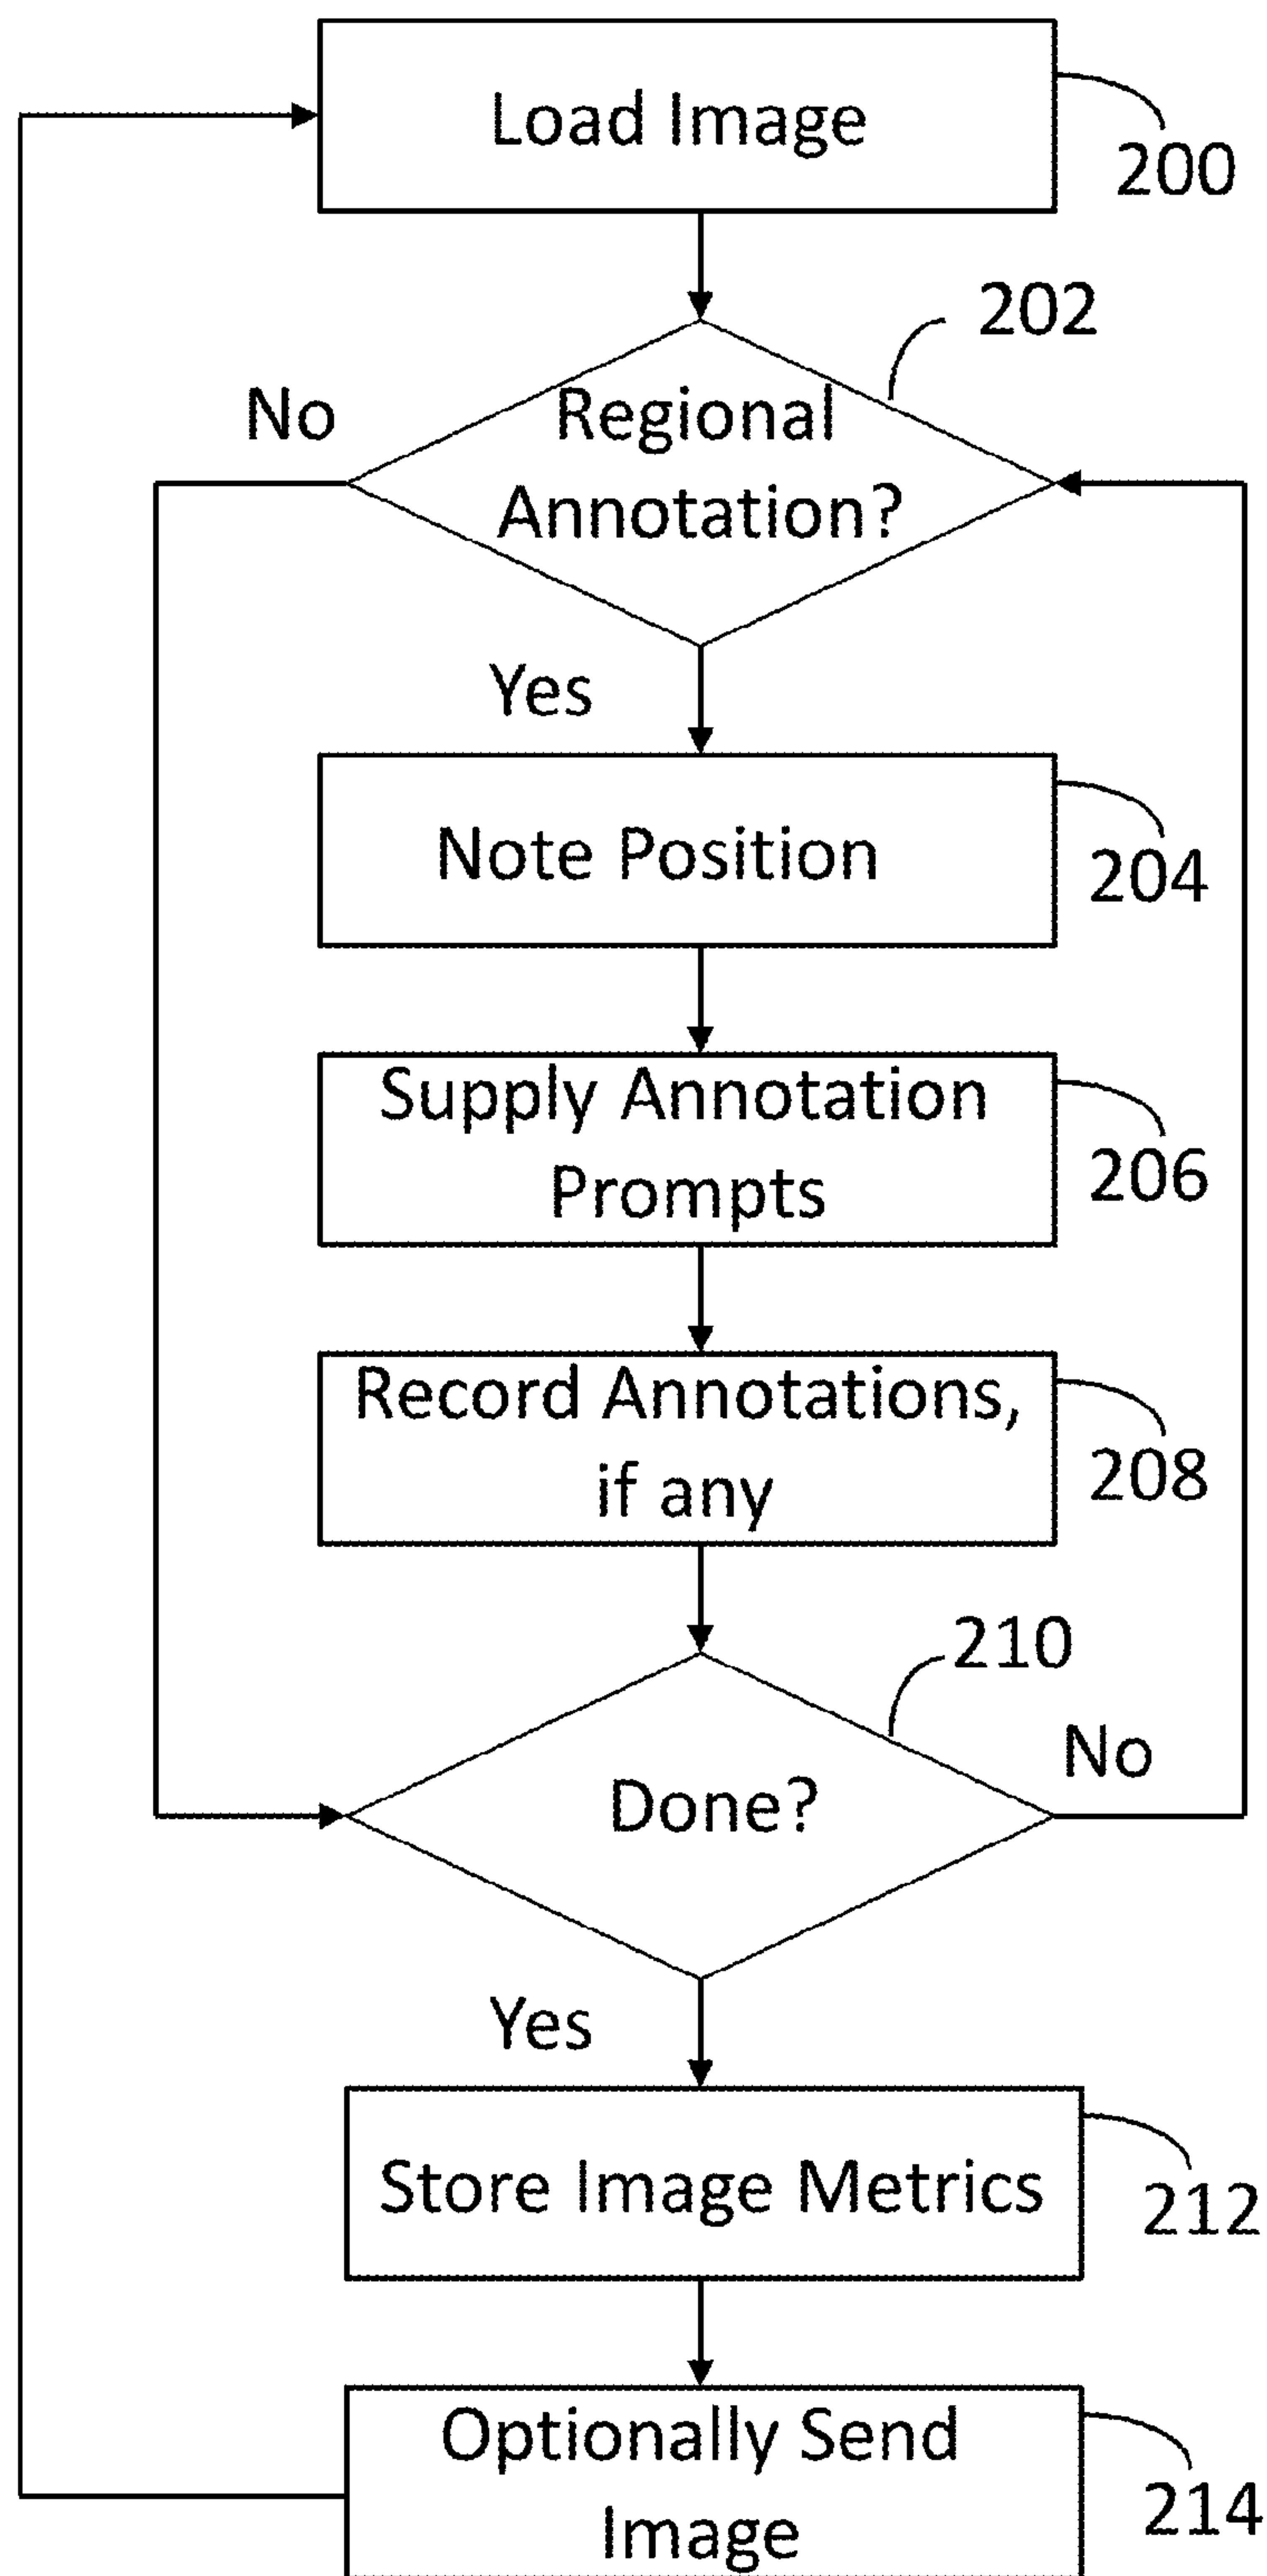 Load Image
200
202
No
Regional
Annotation?
Yes
Note Position
204
Supply Annotation
Prompts
206
Record Annotations,
if any
208
210
No
Done?
Yes
Store Image Metrics
212
Optionally Send
Image
214